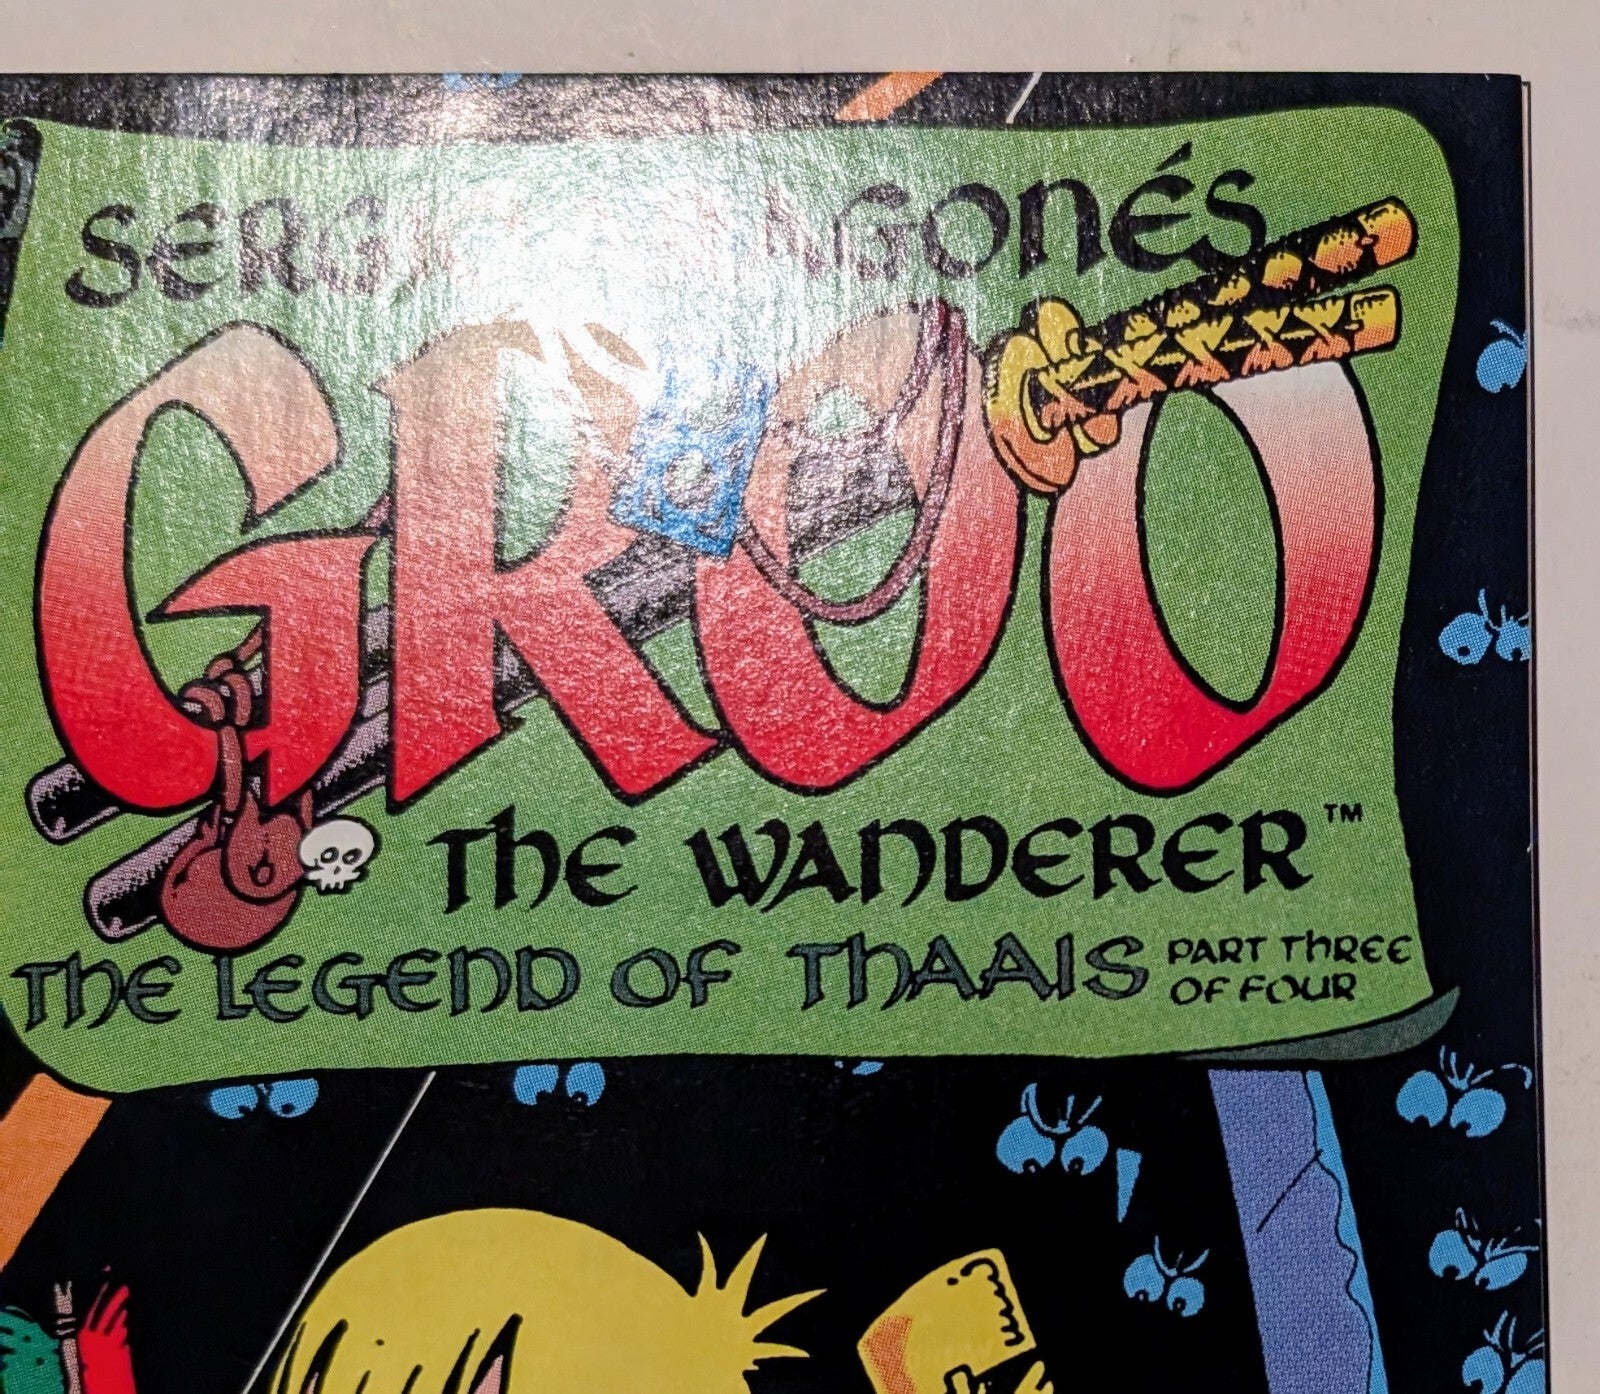 GROO
THE WANDERER™
THE LEGEND OF THAAIS PART THREE
OF FOUR